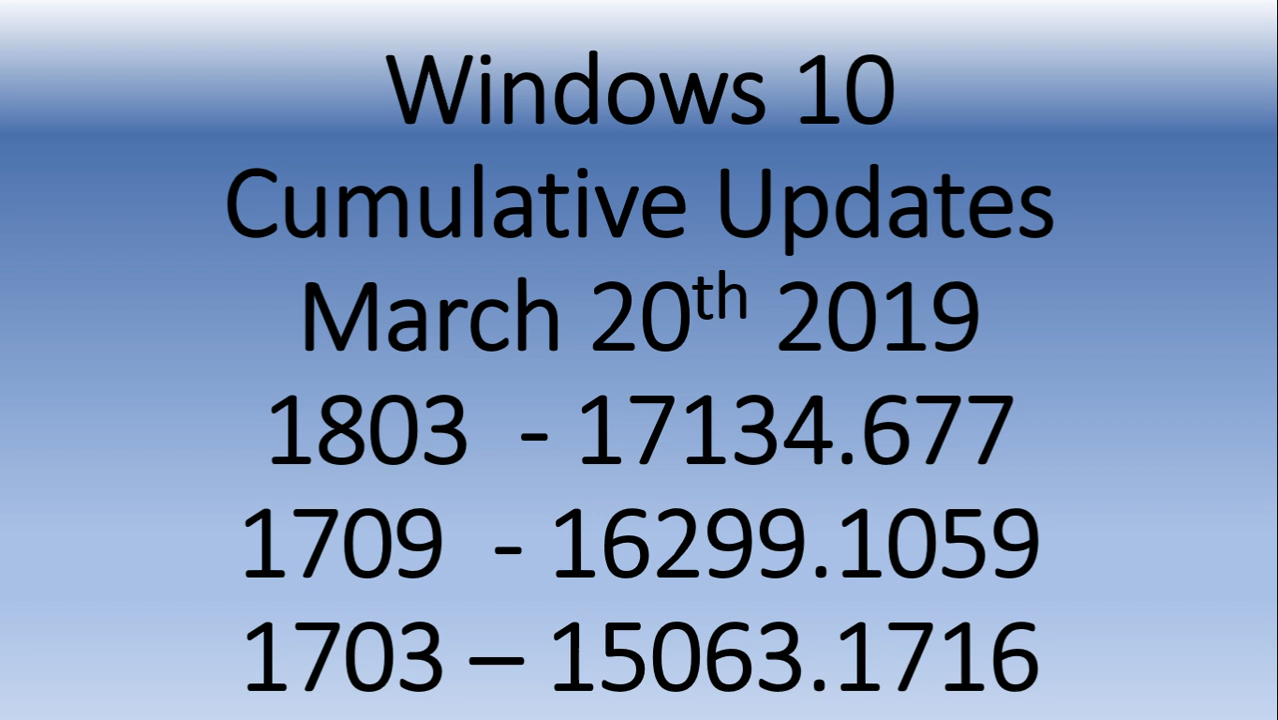 Windows 10
Cumulative Updates
March 20th 2019
1803 - 17134.677
1709 - 16299.1059
1703 – 15063.1716